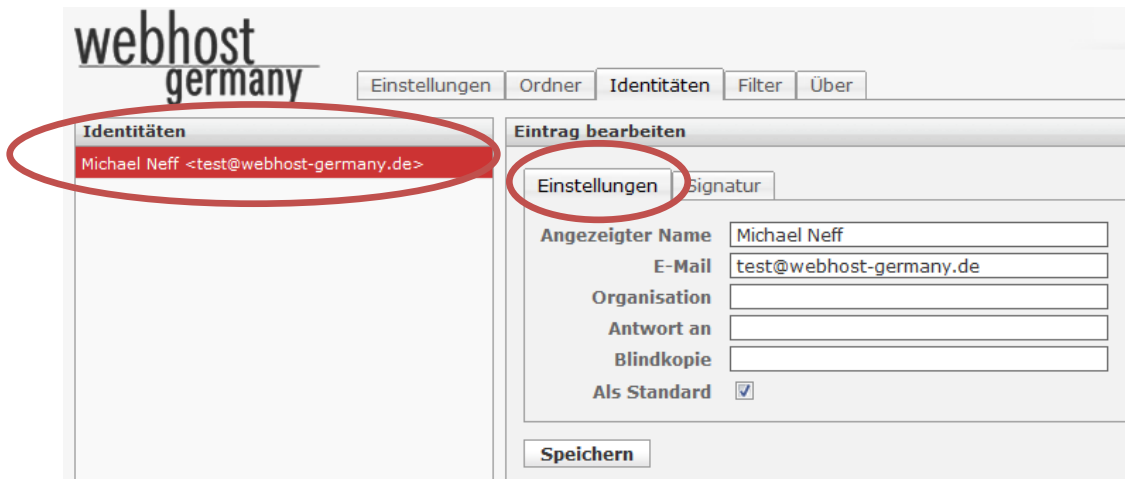 webhost
germany
Einstellungen Ordner Identitäten Filter Über
Identitäten
Michael Neff <test@webhost-germany.de>
Eintrag bearbeiten
Einstellungen Signatur
Angezeigter Name Michael Neff
E-Mail test@webhost-germany.de
Organisation
Antwort an
Blindkopie
Als Standard
Speichern